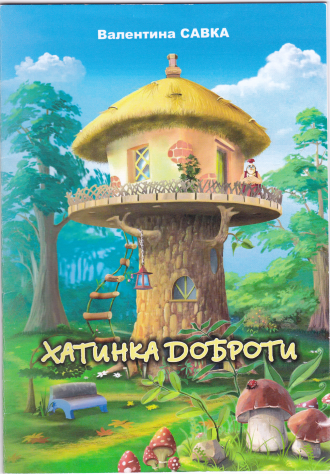 Валентина САВКА
ХАТИНКА ДОБРОТИ